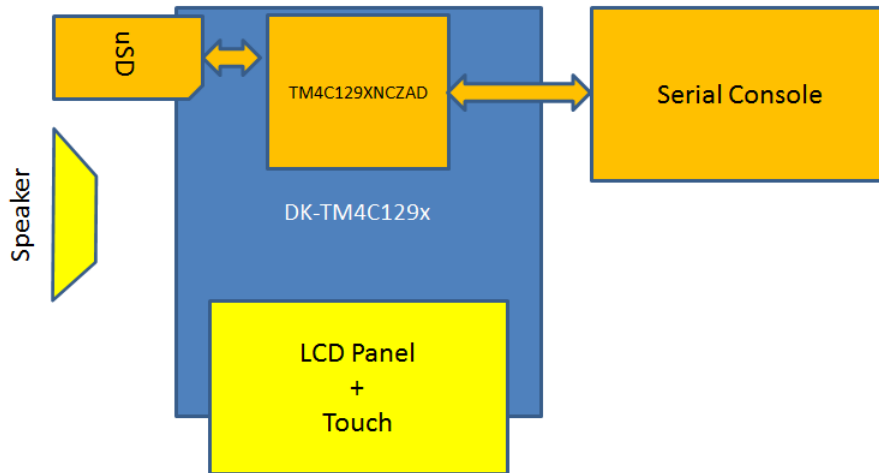 uSD
TM4C129XNCZAD
Serial Console
Speaker
DK-TM4C129x
LCD Panel
+
Touch